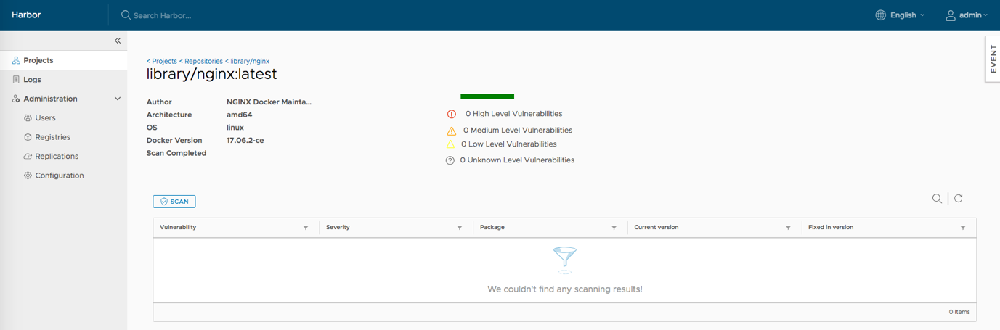 Harbor
Search Harbor...
English
admin
Projects
Logs
Administration
Users
Registries
Replications
Configuration
EVENT
< Projects < Repositories < library/nginx
library/nginx:latest
Author NGINX Docker Mainta...
Architecture amd64
OS linux
Docker Version 17.06.2-ce
Scan Completed
0 High Level Vulnerabilities
0 Medium Level Vulnerabilities
0 Low Level Vulnerabilities
0 Unknown Level Vulnerabilities
SCAN
Vulnerability Severity Package Current version Fixed in version
We couldn't find any scanning results!
0 Items